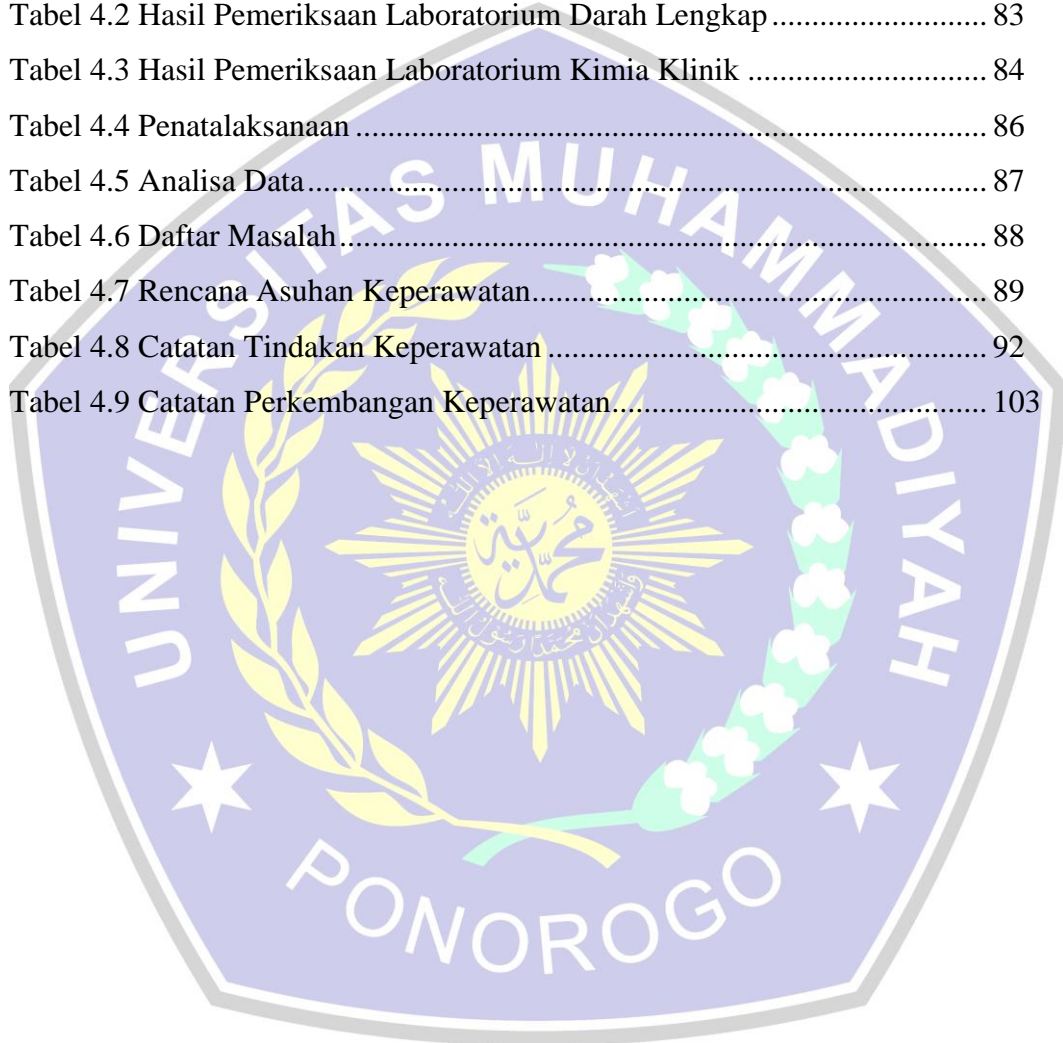 Tabel 4.2 Hasil Pemeriksaan Laboratorium Darah Lengkap ........................... 83
Tabel 4.3 Hasil Pemeriksaan Laboratorium Kimia Klinik .............................. 84
Tabel 4.4 Penatalaksanaan ............................................................................... 86
Tabel 4.5 Analisa Data ..................................................................................... 87
Tabel 4.6 Daftar Masalah ................................................................................. 88
Tabel 4.7 Rencana Asuhan Keperawatan ......................................................... 89
Tabel 4.8 Catatan Tindakan Keperawatan ....................................................... 92
Tabel 4.9 Catatan Perkembangan Keperawatan ............................................... 103
UNIVERSITAS MUHAMMADIYAH
PONOROGO